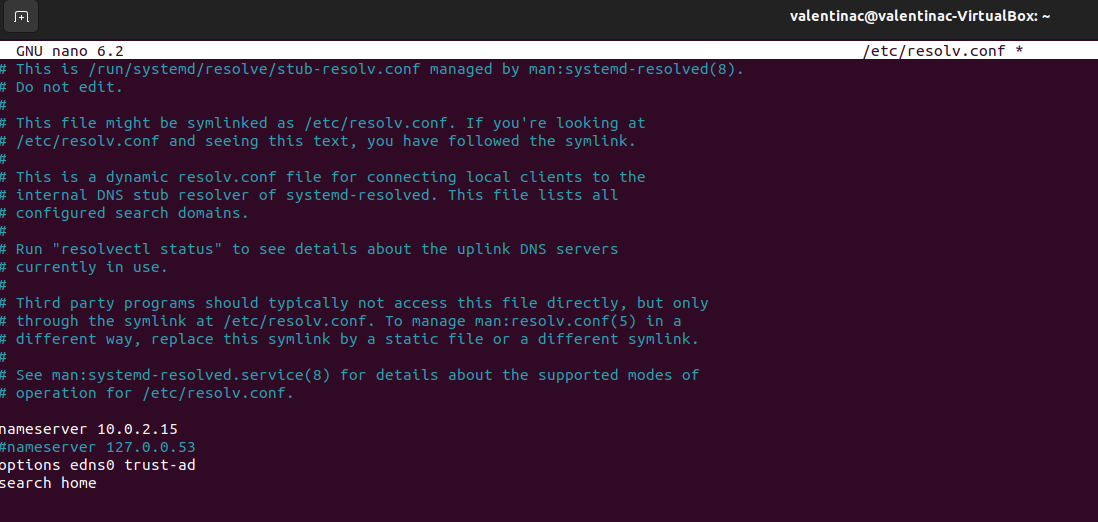 valentinac@valentinac-VirtualBox: ~
GNU nano 6.2 /etc/resolv.conf *
# This is /run/systemd/resolve/stub-resolv.conf managed by man:systemd-resolved(8).
# Do not edit.
#
# This file might be symlinked as /etc/resolv.conf. If you're looking at
# /etc/resolv.conf and seeing this text, you have followed the symlink.
#
# This is a dynamic resolv.conf file for connecting local clients to the
# internal DNS stub resolver of systemd-resolved. This file lists all
# configured search domains.
#
# Run "resolvectl status" to see details about the uplink DNS servers
# currently in use.
#
# Third party programs should typically not access this file directly, but only
# through the symlink at /etc/resolv.conf. To manage man:resolv.conf(5) in a
# different way, replace this symlink by a static file or a different symlink.
#
# See man:systemd-resolved.service(8) for details about the supported modes of
# operation for /etc/resolv.conf.
nameserver 10.0.2.15
#nameserver 127.0.0.53
options edns0 trust-ad
search home